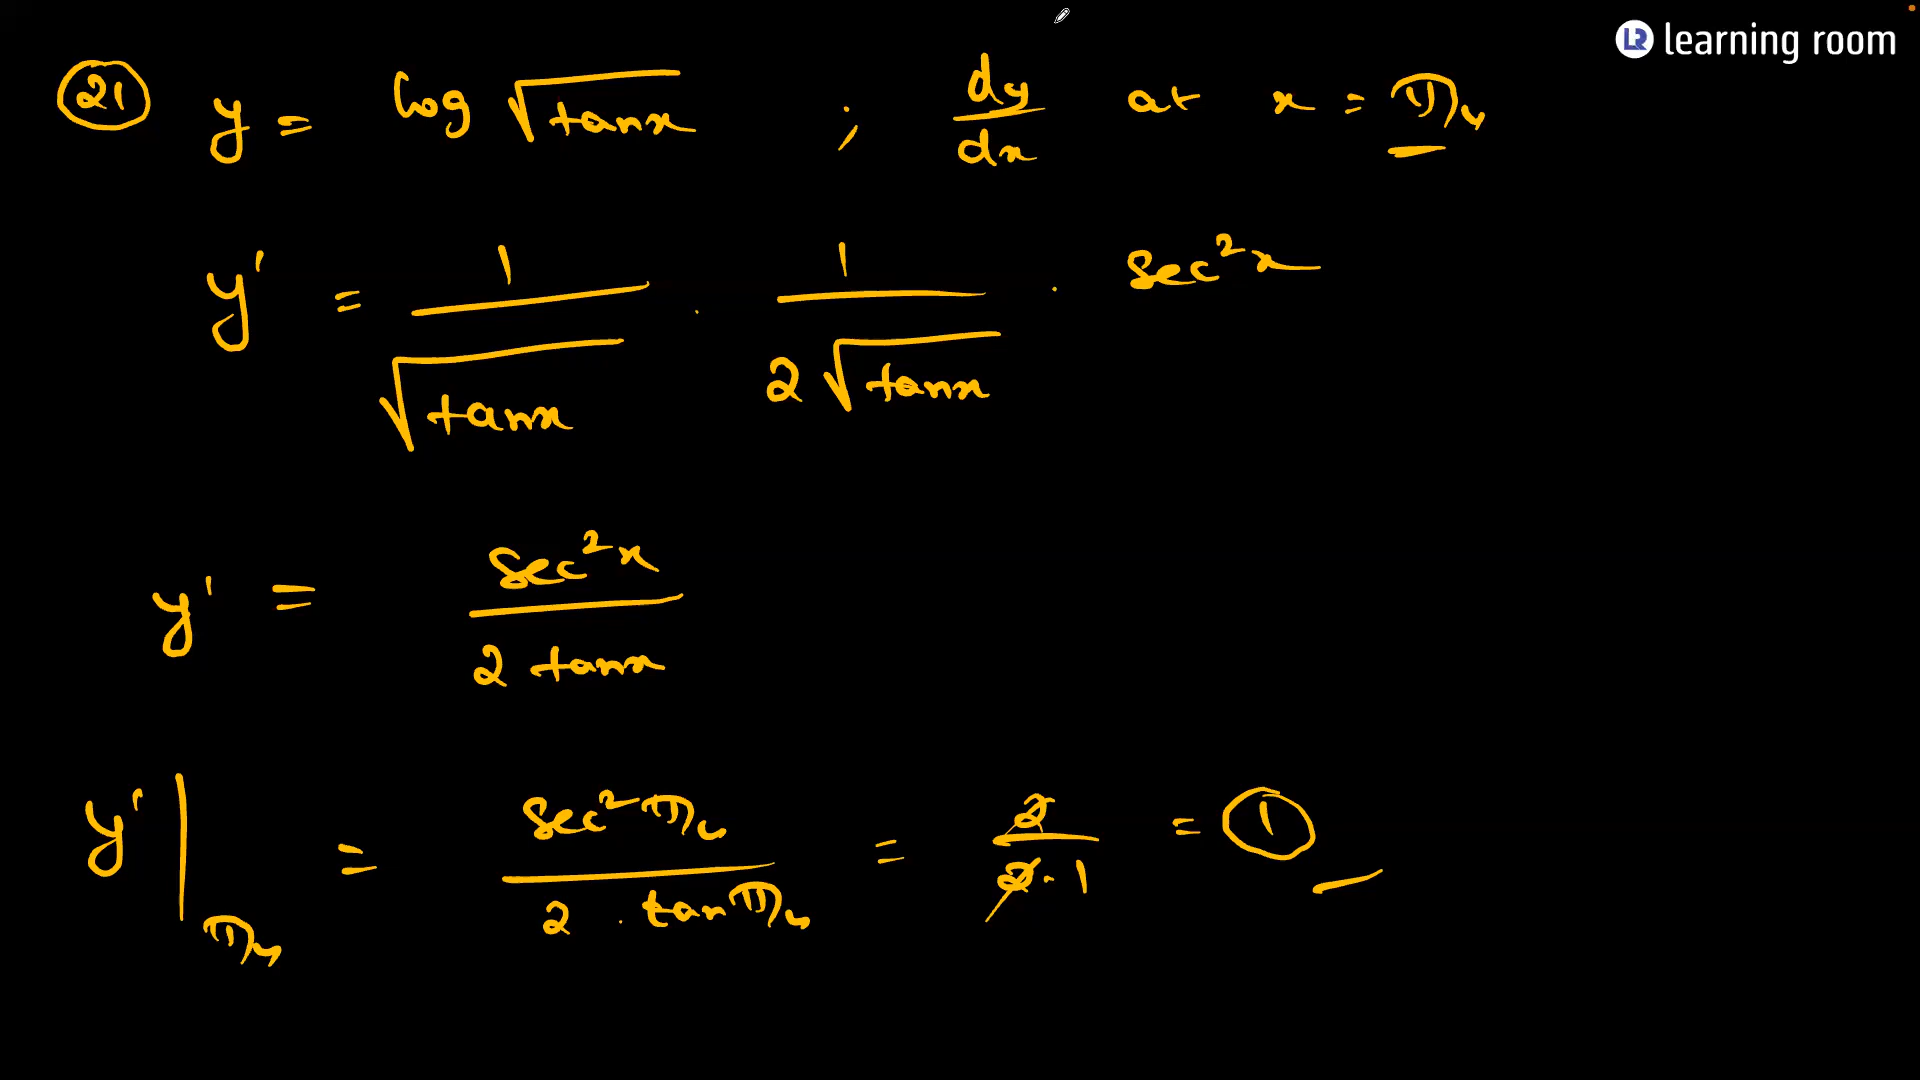 learning room
(21) y = log √tanx ; dy/dx at x = π/4
y' = 1/√tanx · 1/2√tanx · sec²x
y' = sec²x / 2 tanx
y'|π/4 = sec²π/4 / 2 · tanπ/4 = 2/2·1 = 1